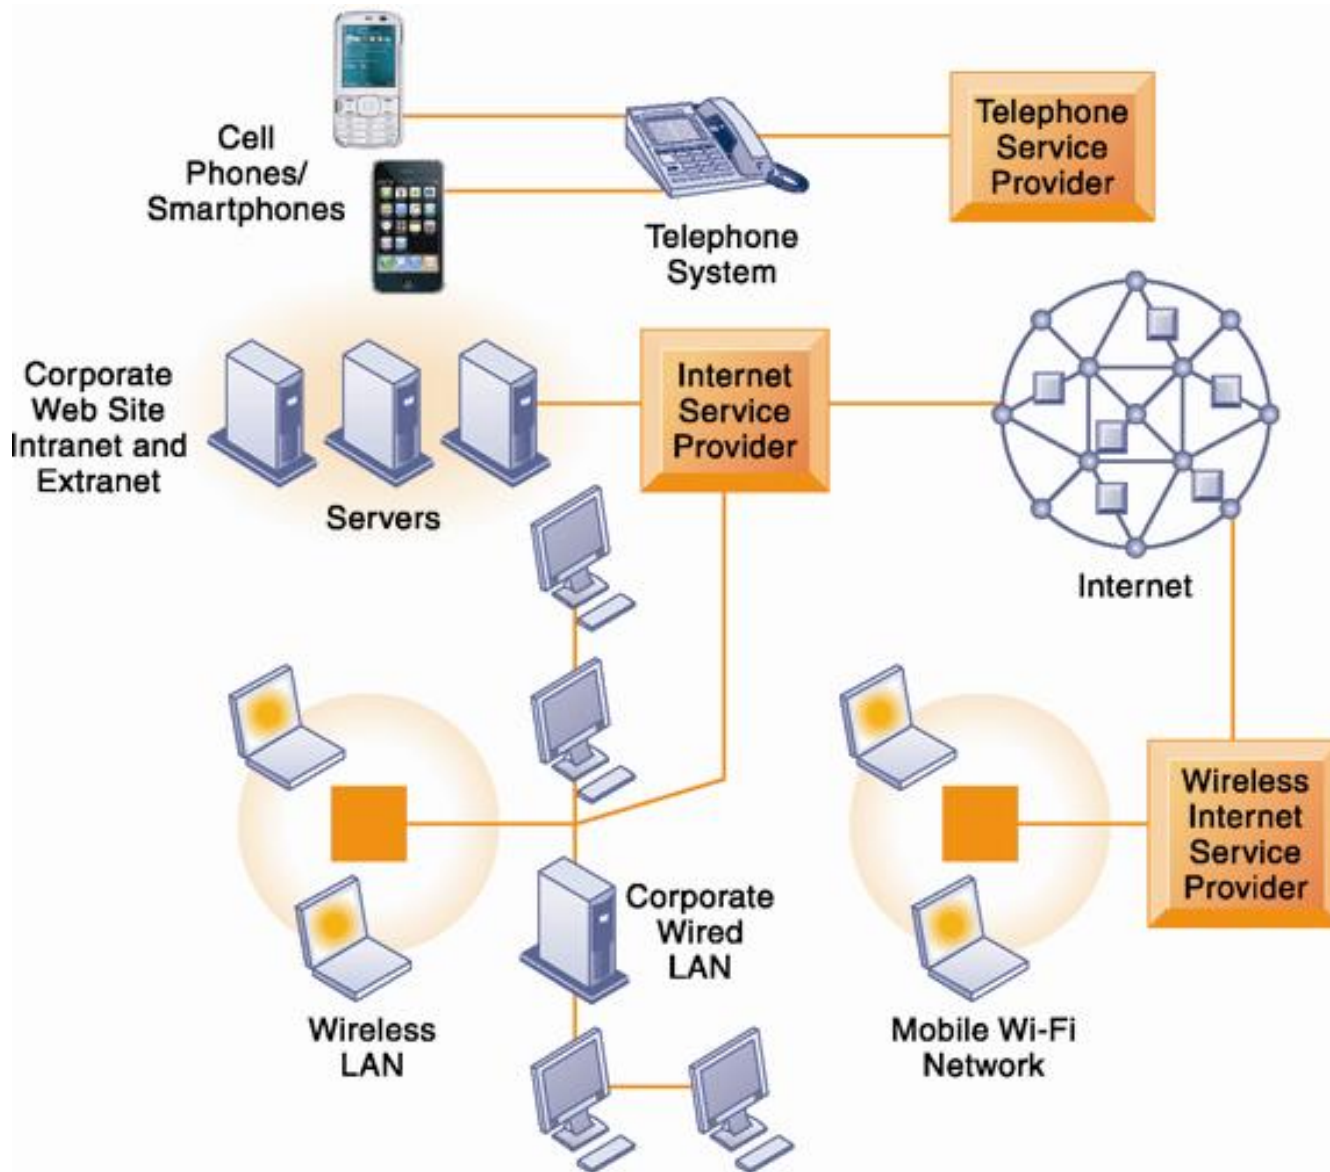 Cell
Phones/
Smartphones
Telephone
System
Telephone
Service
Provider
Corporate
Web Site
Intranet and
Extranet
Servers
Internet
Service
Provider
Internet
Wireless
LAN
Corporate
Wired
LAN
Mobile Wi-Fi
Network
Wireless
Internet
Service
Provider